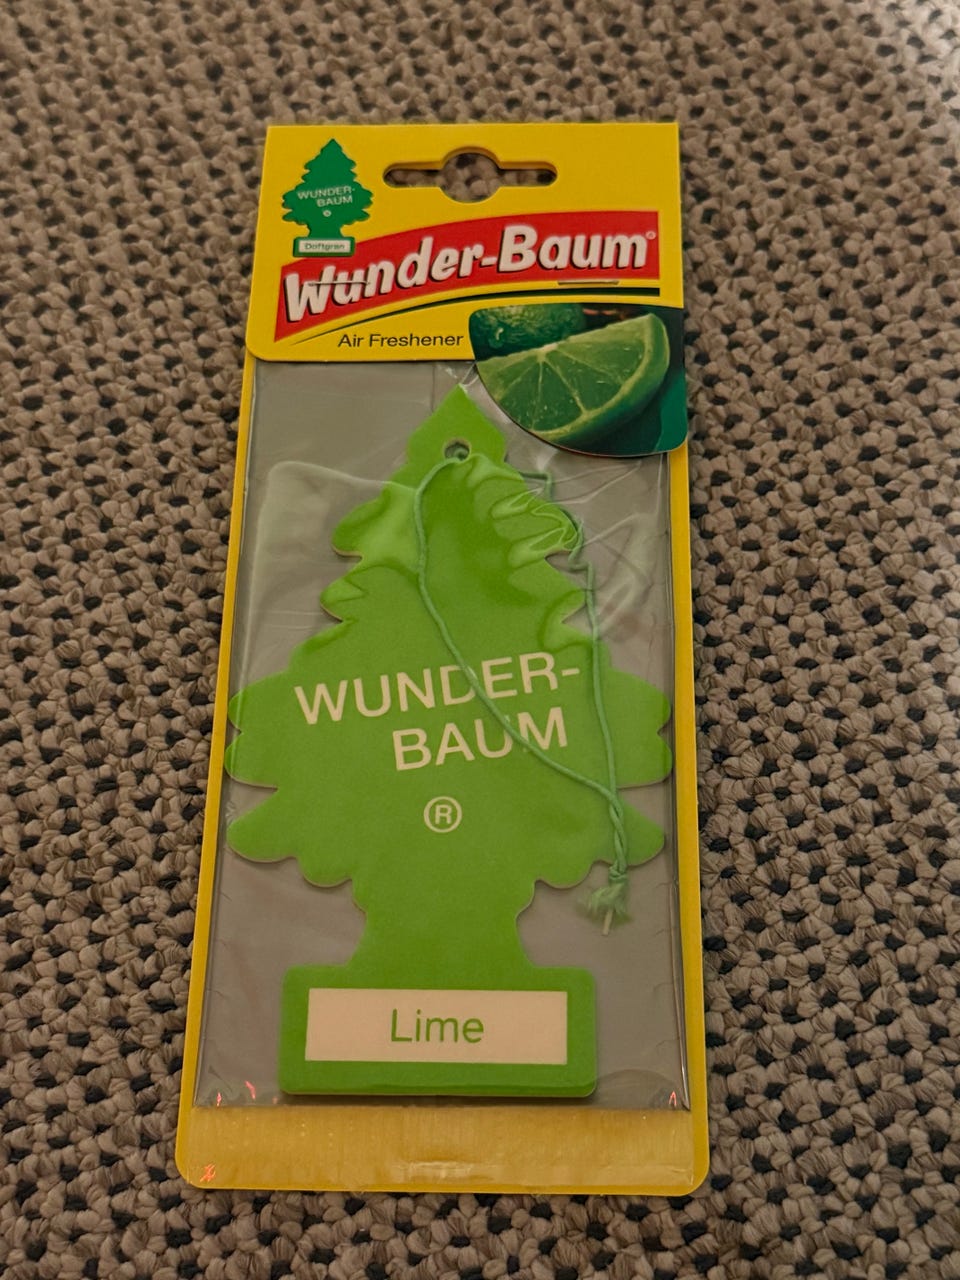 WUNDER-
BAUM
®
Doftgran
Wunder-Baum®
Air Freshener
WUNDER-
BAUM
®
Lime